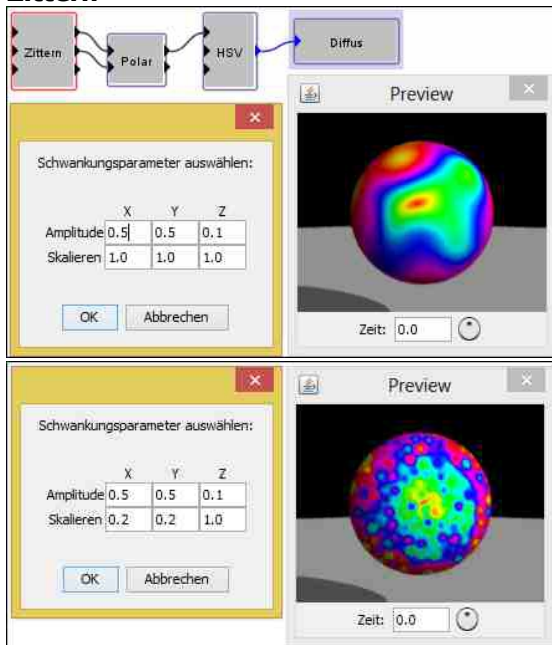 Zittern
Zittern
Polar
HSV
Diffus
Preview
Schwankungsparameter auswählen:
X Y Z
Amplitude 0.5 0.5 0.1
Skalieren 1.0 1.0 1.0
OK Abbrechen
Zeit: 0.0
Preview
Schwankungsparameter auswählen:
X Y Z
Amplitude 0.5 0.5 0.1
Skalieren 0.2 0.2 1.0
OK Abbrechen
Zeit: 0.0